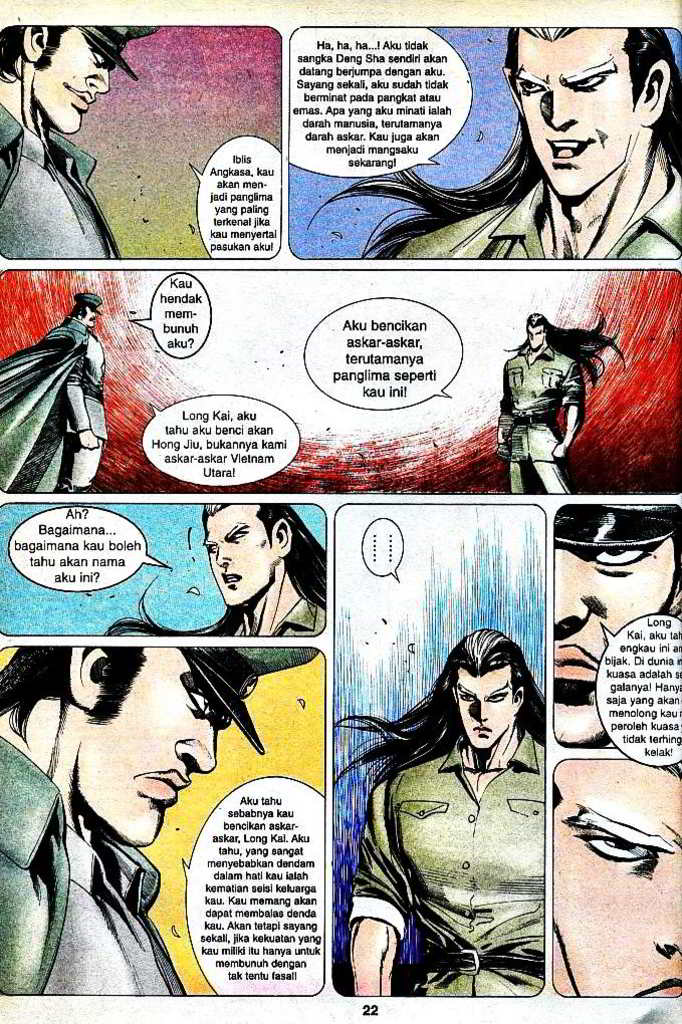 Iblis
Angkasa, kau
akan men-
jadi panglima
yang paling
terkenal jika
kau menyertai
pasukan aku!
Ha, ha, ha...! Aku tidak
sangka Deng Sha sendiri akan
datang berjumpa dengan aku.
Sayang sekali, aku sudah tidak
berminat pada pangkat atau
emas. Apa yang aku minati ialah
darah manusia, terutamanya
darah askar. Kau juga akan
menjadi mangsaku
sekarang!
Kau
hendak
mem-
bunuh
aku?
Aku bencikan
askar-askar,
terutamanya
panglima seperti
kau ini!
Long Kai, aku
tahu kau benci akan
Hong Jiu, bukannya kami
askar-askar Vietnam
Utara!
Ah?
Bagaimana...
bagaimana kau boleh
tahu akan nama
aku ini?
Aku tahu
sebabnya kau
bencikan askar-
askar, Long Kai. Aku
tahu, yang sangat
menyebabkan dendam
dalam hati kau ialah
kematian seisi keluarga
kau. Kau memang akan
dapat membalas denda
kau. Akan tetapi sayang
sekali, jika kekuatan yang
kau miliki itu hanya untuk
membunuh dengan
tak tentu fasal!
Long
Kai, aku tah
engkau ini
bijak. Di dunia
kuasa adalah
galanya! Hanya
saja yang akan
menolong kau
peroleh kuasa
tidak terhing
kelak!
22